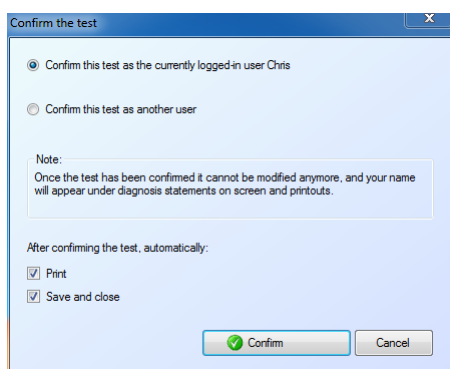 Confirm the test
X
Confirm this test as the currently logged-in user Chris
Confirm this test as another user
Note:
Once the test has been confirmed it cannot be modified anymore, and your name
will appear under diagnosis statements on screen and printouts.
After confirming the test, automatically:
Print
Save and close
Confirm
Cancel